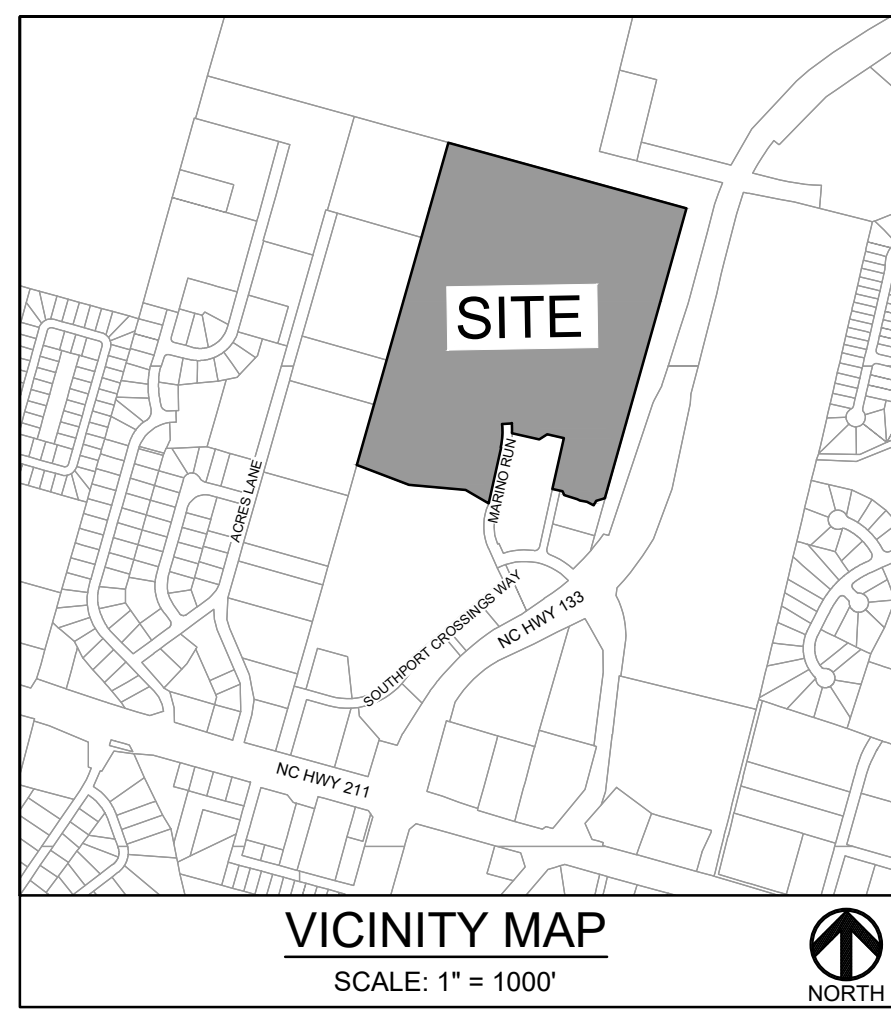 SITE
MARINO RUN
ACRES LANE
SOUTHPORT CROSSINGS WAY
NC HWY 133
NC HWY 211
VICINITY MAP
SCALE: 1" = 1000'
NORTH